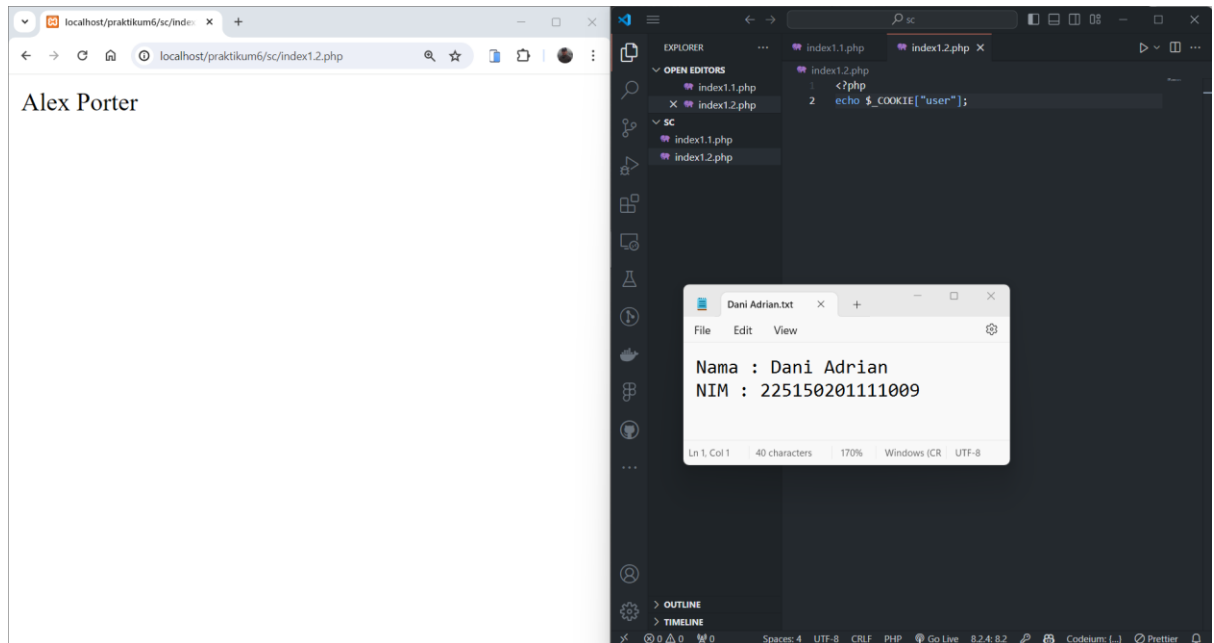 localhost/praktikum6/sc/index
localhost/praktikum6/sc/index1.2.php
Alex Porter
sc
EXPLORER
index1.1.php
index1.2.php
OPEN EDITORS
index1.1.php
index1.2.php
SC
index1.1.php
index1.2.php
index1.2.php
1 <?php
2 echo $_COOKIE["user"];
Dani Adrian.txt
File Edit View
Nama : Dani Adrian
NIM : 225150201111009
Ln 1, Col 1 40 characters 170% Windows (CR UTF-8
OUTLINE
TIMELINE
0 0 0 Spaces: 4 UTF-8 CRLF PHP Go Live 8.2.4: 8.2 Codeium: {...} Prettier